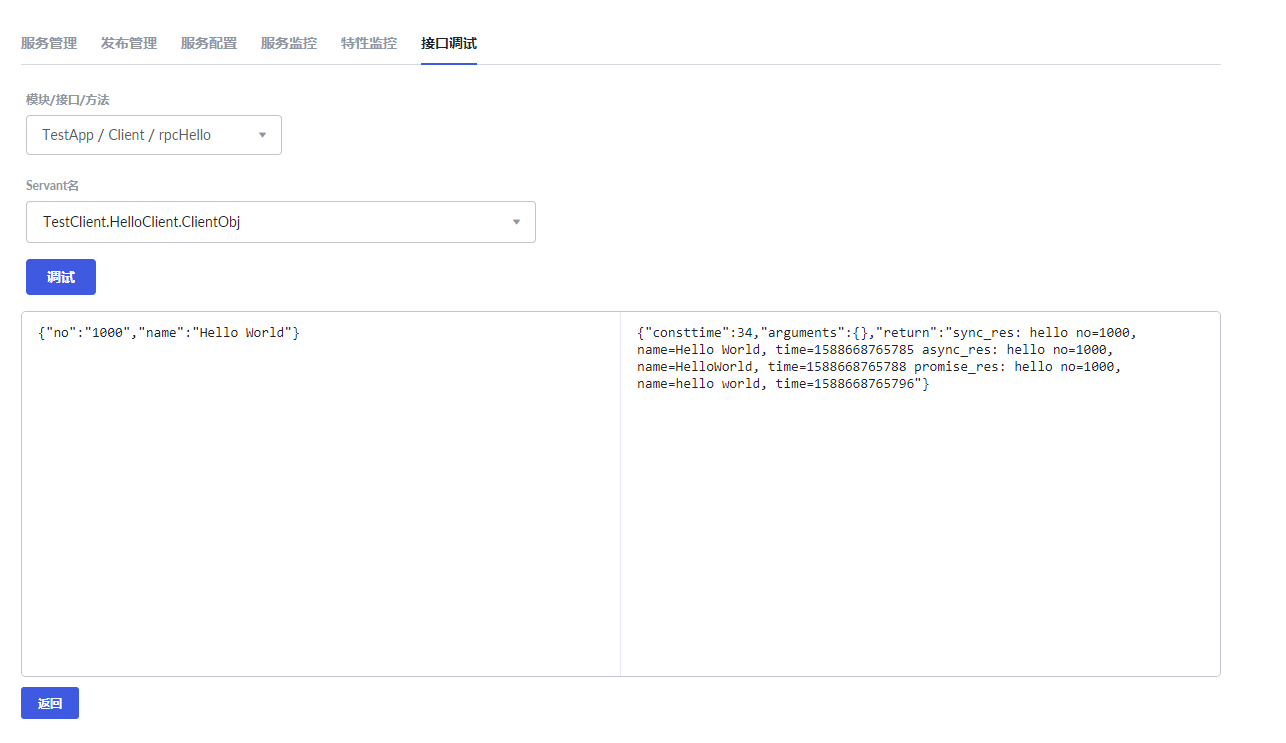 服务管理 发布管理 服务配置 服务监控 特性监控 接口调试
模块/接口/方法
TestApp / Client / rpcHello
Servant名
TestClient.HelloClient.ClientObj
调试
{"no":"1000","name":"Hello World"}
{"consttime":34,"arguments":{},"return":"sync_res: hello no=1000,
name=Hello World, time=1588668765785 async_res: hello no=1000,
name=HelloWorld, time=1588668765788 promise_res: hello no=1000,
name=hello world, time=1588668765796"}
返回